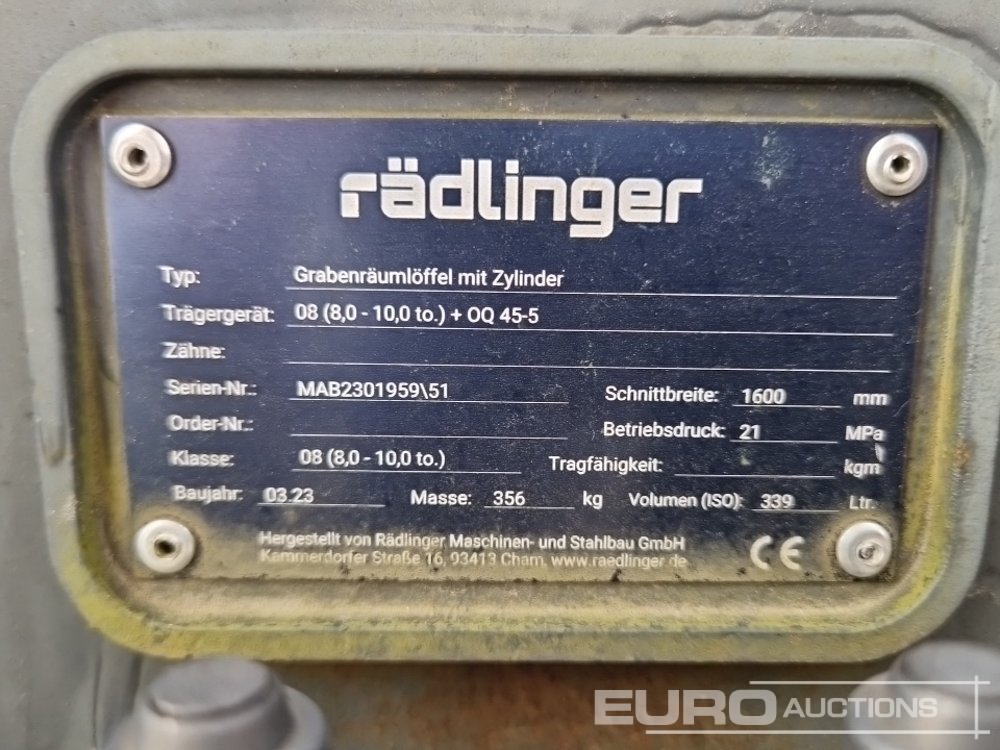 rädlinger
Typ: Grabenräumlöffel mit Zylinder
Trägergerät: 08 (8,0 - 10,0 to.) + OQ 45-5
Zähne:
Serien-Nr.: MAB2301959\51 Schnittbreite: 1600 mm
Order-Nr.: Betriebsdruck: 21 MPa
Klasse: 08 (8,0 - 10,0 to.) Tragfähigkeit: kgm
Baujahr: 03.23 Masse: 356 kg Volumen (ISO): 339 Ltr.
Hergestellt von Rädlinger Maschinen- und Stahlbau GmbH
Kammerdorfer Straße 16, 93413 Cham, www.raedlinger.de
CE
EURO AUCTIONS